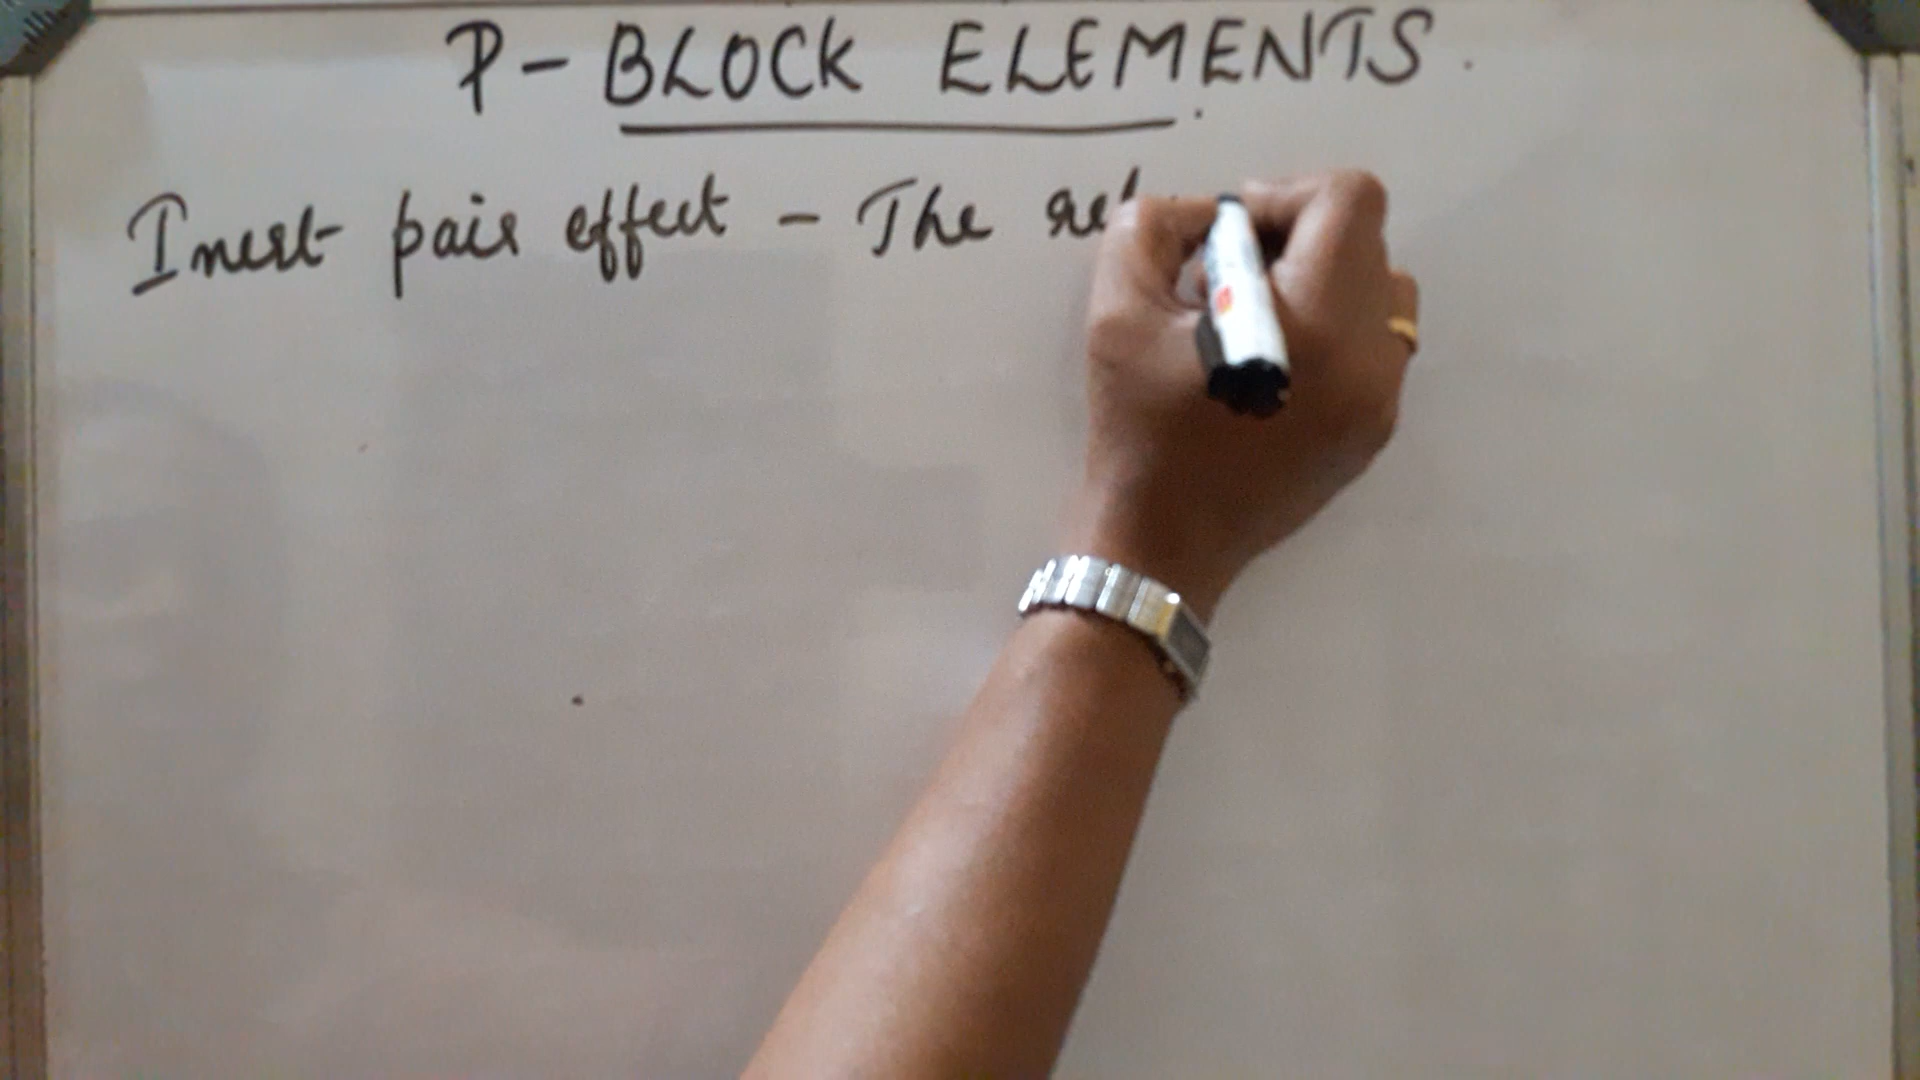 P - BLOCK ELEMENTS.
Inert pair effect - The